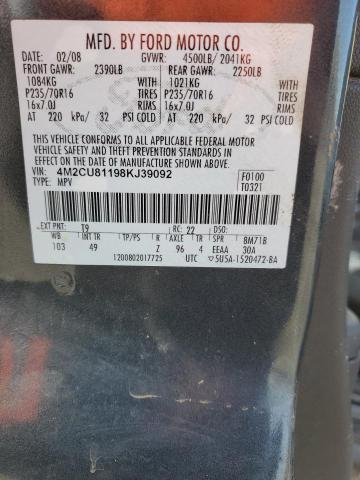 MFD. BY FORD MOTOR CO.
DATE: 02/08 GVWR: 4500LB/ 2041KG
FRONT GAWR: 2390LB REAR GAWR: 2250LB
1084KG 1021KG
P235/70R16 TIRES P235/70R16 TIRES
16x7.0J RIMS 16x7.0J RIMS
AT 220 kPa/ 32 PSI COLD AT 220 kPa/ 32 PSI COLD
THIS VEHICLE CONFORMS TO ALL APPLICABLE FEDERAL MOTOR
VEHICLE SAFETY AND THEFT PREVENTION STANDARDS IN EFFECT
ON THE DATE OF MANUFACTURE SHOWN ABOVE.
VIN: 4M2CU81198KJ39092 F0100
TYPE: MPV T0321
EXT PNT: T9 RC: 22 DSO:
WB INT TR TP/PS R AXLE TR SPR 8M71B
103 49 Z 96 4 EEAA 30A
1200802017725 UTC 5U5A-1520472-BA